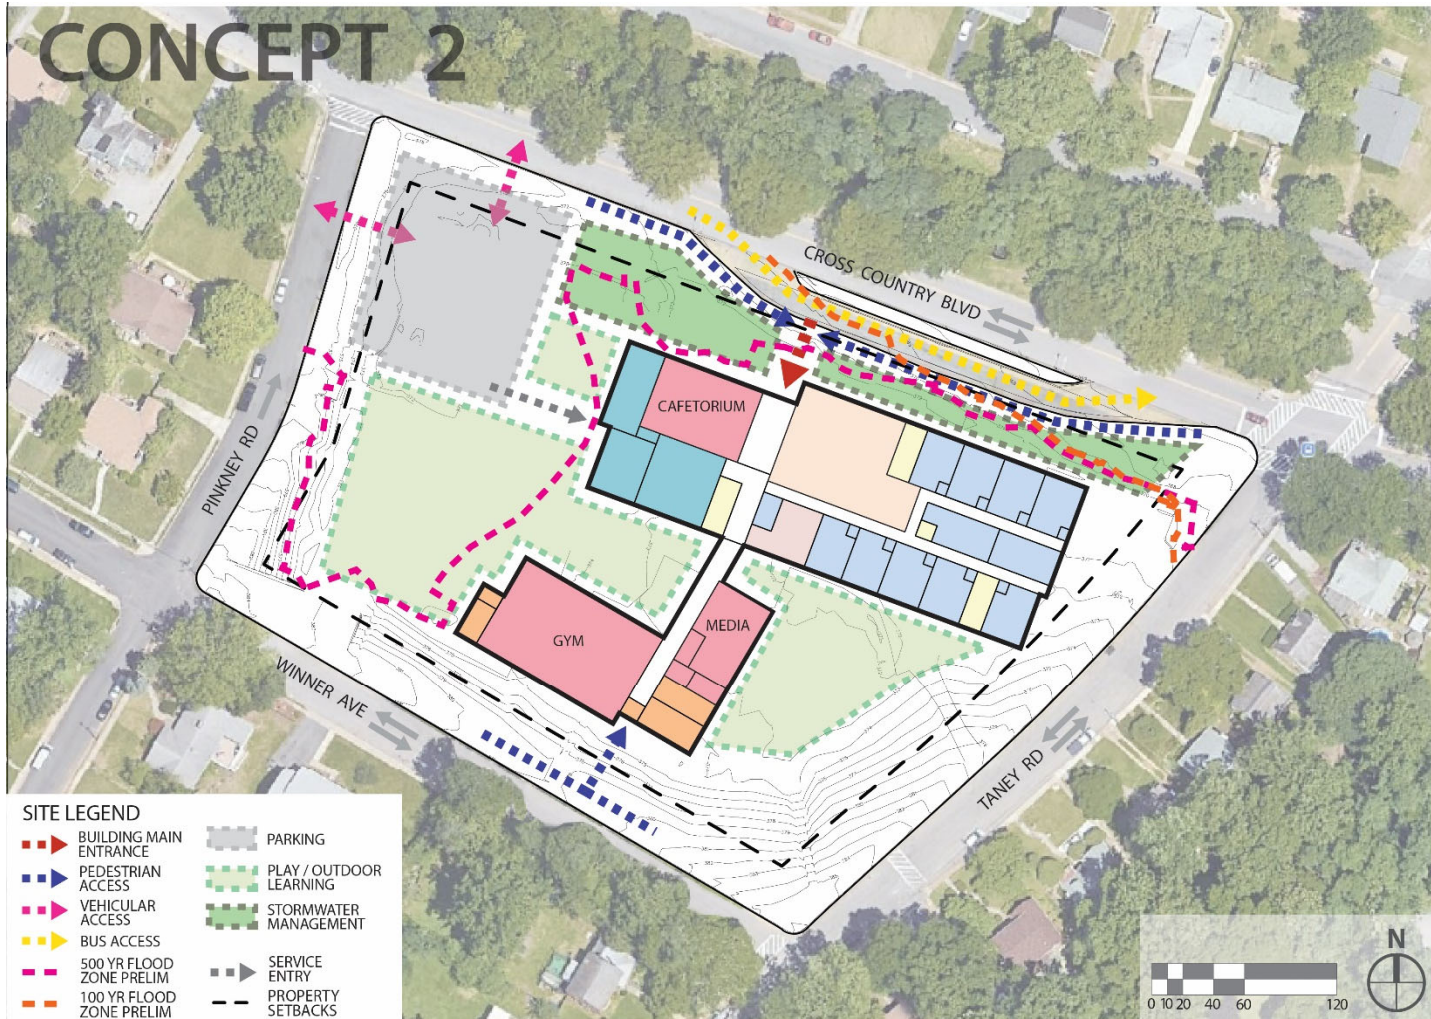 CONCEPT 2
CROSS COUNTRY BLVD
CAFETORIUM
PINKNEY RD
MEDIA
GYM
WINNER AVE
TANEY RD
SITE LEGEND
BUILDING MAIN
ENTRANCE
PEDESTRIAN
ACCESS
VEHICULAR
ACCESS
BUS ACCESS
500 YR FLOOD
ZONE PRELIM
100 YR FLOOD
ZONE PRELIM
PARKING
PLAY / OUTDOOR
LEARNING
STORMWATER
MANAGEMENT
SERVICE
ENTRY
PROPERTY
SETBACKS
N
0 10 20 40 60 120